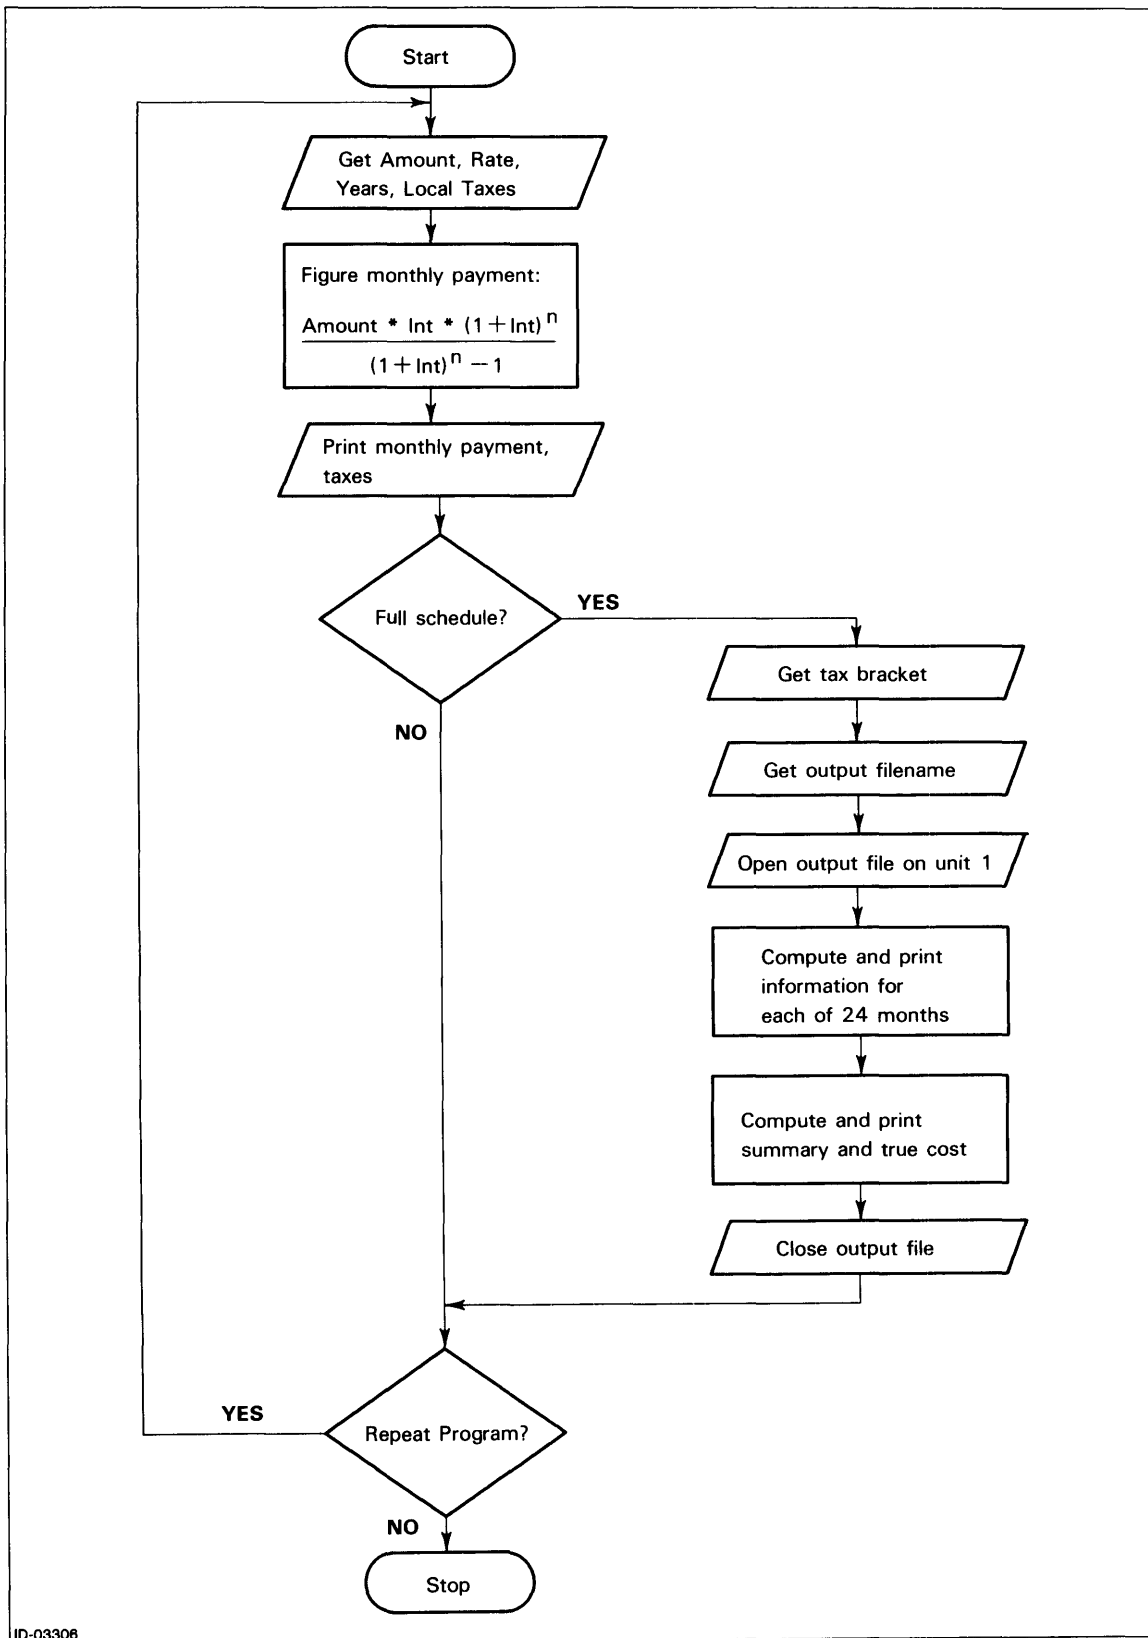 Start
Get Amount, Rate,
Years, Local Taxes
Figure monthly payment:
Amount * Int * (1 + Int)^n
(1 + Int)^n — 1
Print monthly payment,
taxes
Full schedule?
YES
NO
Get tax bracket
Get output filename
Open output file on unit 1
Compute and print
information for
each of 24 months
Compute and print
summary and true cost
Close output file
YES
Repeat Program?
NO
Stop
ID-03306